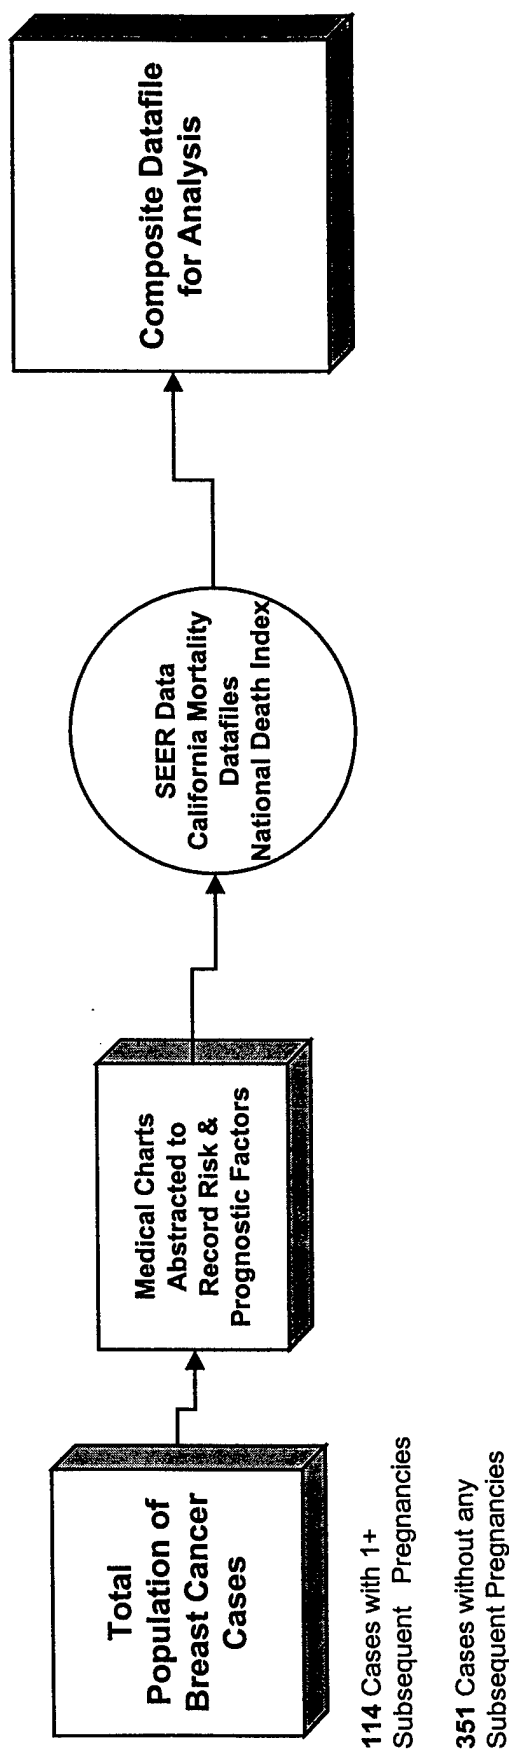 Total
Population of
Breast Cancer
Cases
114 Cases with 1+
Subsequent Pregnancies
351 Cases without any
Subsequent Pregnancies
Medical Charts
Abstracted to
Record Risk &
Prognostic Factors
SEER Data
California Mortality
Datafiles
National Death Index
Composite Datafile
for Analysis